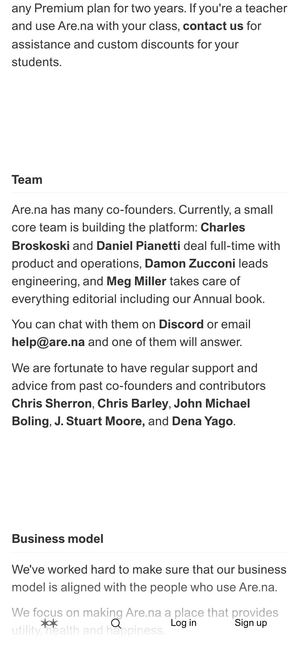 any Premium plan for two years. If you're a teacher
and use Are.na with your class, contact us for
assistance and custom discounts for your
students.
Team
Are.na has many co-founders. Currently, a small
core team is building the platform: Charles
Broskoski and Daniel Pianetti deal full-time with
product and operations, Damon Zucconi leads
engineering, and Meg Miller takes care of
everything editorial including our Annual book.
You can chat with them on Discord or email
help@are.na and one of them will answer.
We are fortunate to have regular support and
advice from past co-founders and contributors
Chris Sherron, Chris Barley, John Michael
Boling, J. Stuart Moore, and Dena Yago.
Business model
We've worked hard to make sure that our business
model is aligned with the people who use Are.na.
We focus on making Are.na a place that provides
utility, health and happiness.
Log in
Sign up